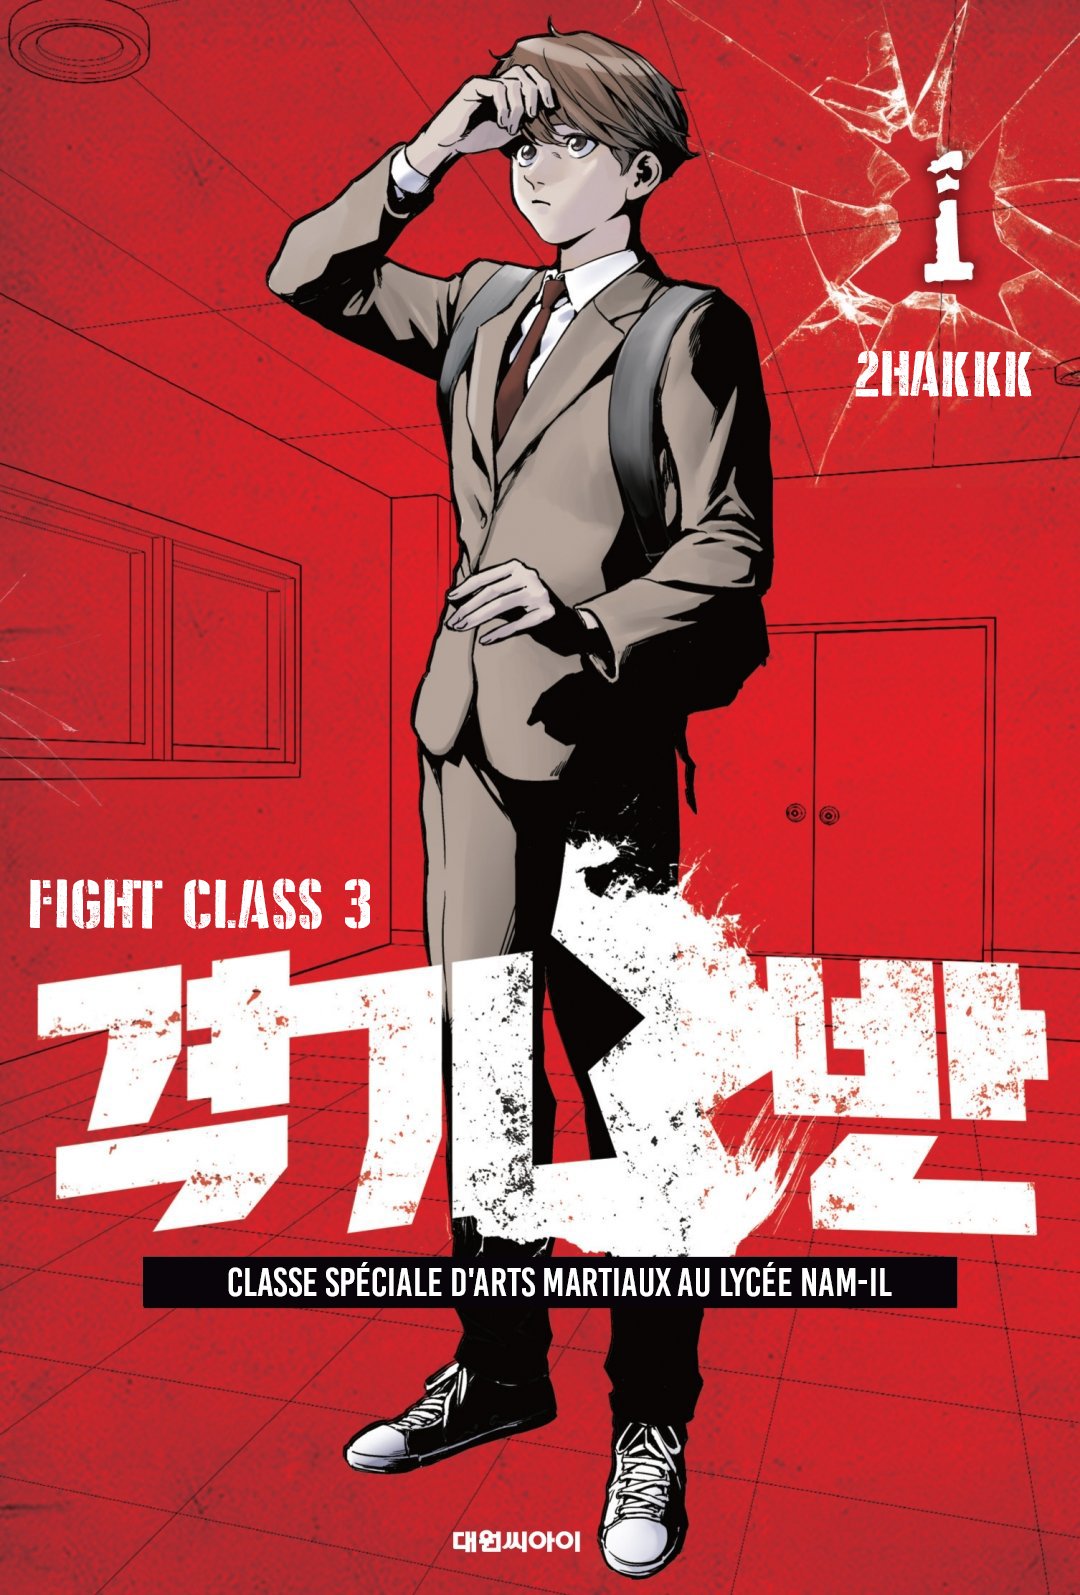 1
2HAKKK
FIGHT CLASS 3
격기3반
CLASSE SPÉCIALE D'ARTS MARTIAUX AU LYCÉE NAM-IL
대원씨아이